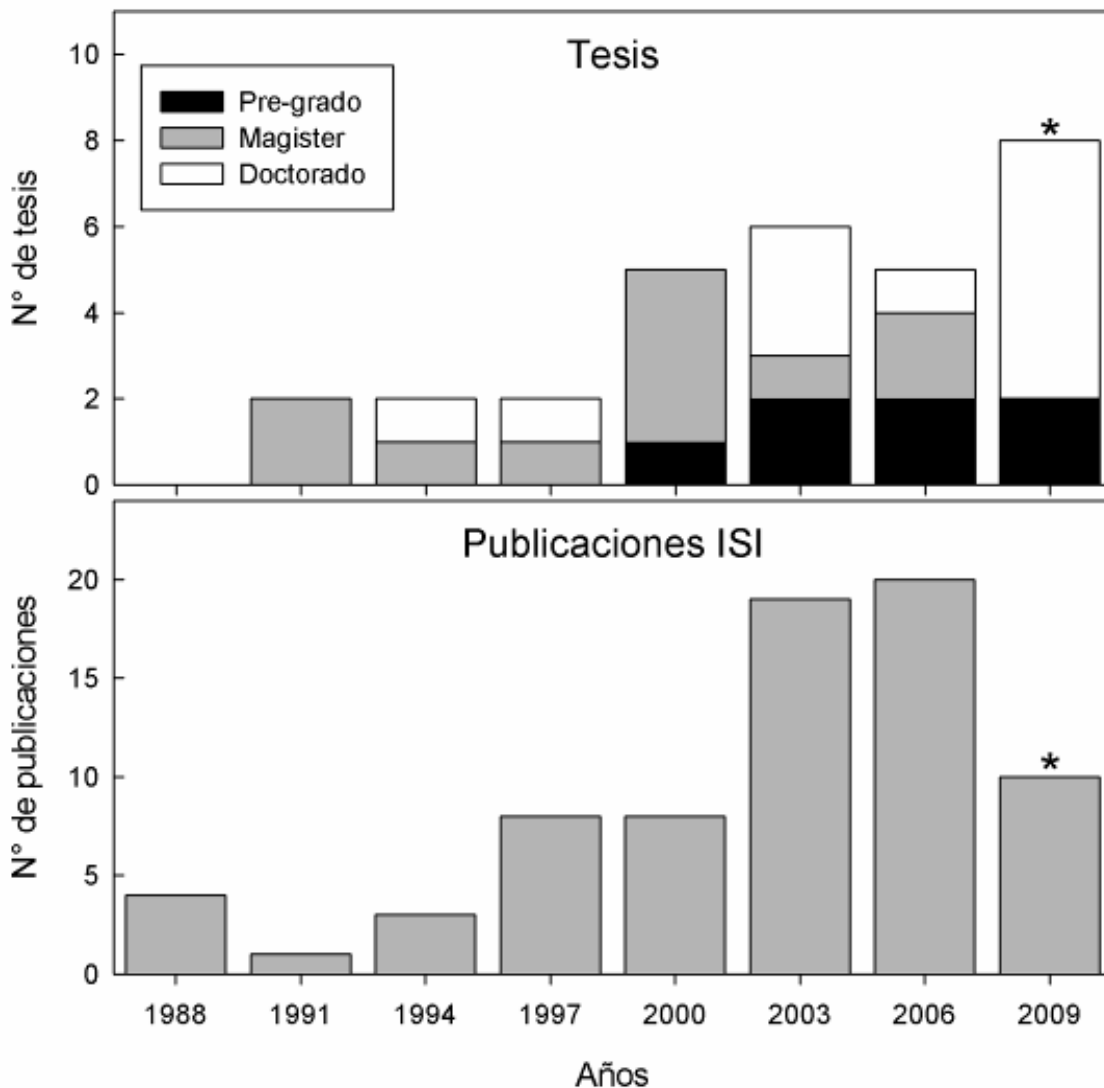 Tesis
Pre-grado
Magister
Doctorado
*
N° de tesis
10
8
6
4
2
0
Publicaciones ISI
*
N° de publicaciones
20
15
10
5
0
1988 1991 1994 1997 2000 2003 2006 2009
Años